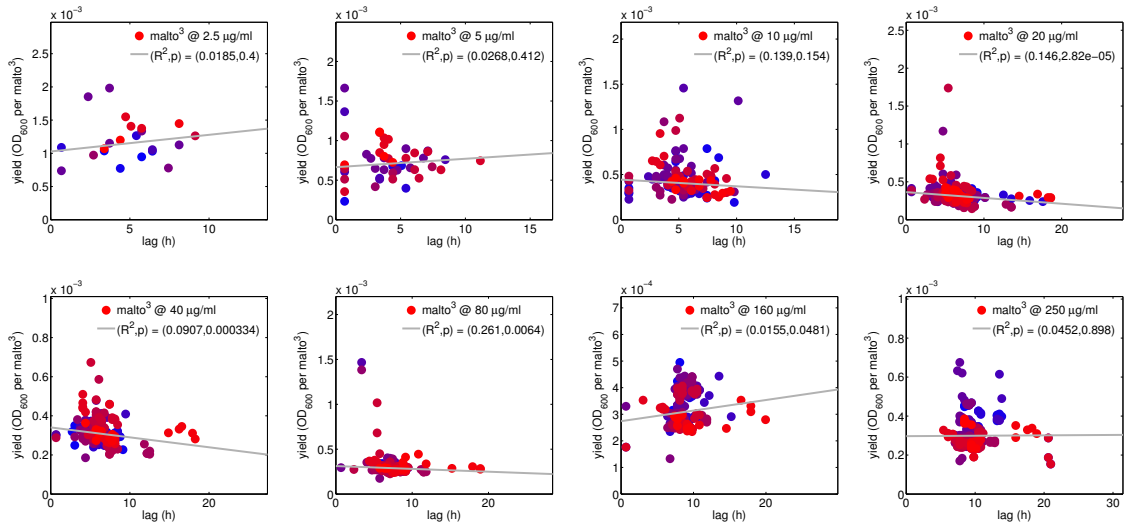 x 10⁻³
malto³ @ 2.5 μg/ml
(R²,p) = (0.0185,0.4)
yield (OD₆₀₀ per malto³)
2.5
2
1.5
1
0.5
0
0 5 10
lag (h)
x 10⁻³
malto³ @ 5 μg/ml
(R²,p) = (0.0268,0.412)
yield (OD₆₀₀ per malto³)
2
1.5
1
0.5
0
0 5 10 15
lag (h)
x 10⁻³
malto³ @ 10 μg/ml
(R²,p) = (0.139,0.154)
yield (OD₆₀₀ per malto³)
2
1.5
1
0.5
0
0 5 10 15
lag (h)
x 10⁻³
malto³ @ 20 μg/ml
(R²,p) = (0.146,2.82e−05)
yield (OD₆₀₀ per malto³)
2.5
2
1.5
1
0.5
0
0 10 20
lag (h)
x 10⁻³
malto³ @ 40 μg/ml
(R²,p) = (0.0907,0.000334)
yield (OD₆₀₀ per malto³)
1
0.8
0.6
0.4
0.2
0
0 10 20
lag (h)
x 10⁻³
malto³ @ 80 μg/ml
(R²,p) = (0.261,0.0064)
yield (OD₆₀₀ per malto³)
2
1.5
1
0.5
0
0 10 20
lag (h)
x 10⁻⁴
malto³ @ 160 μg/ml
(R²,p) = (0.0155,0.0481)
yield (OD₆₀₀ per malto³)
7
6
5
4
3
2
1
0
0 10 20 30
lag (h)
x 10⁻³
malto³ @ 250 μg/ml
(R²,p) = (0.0452,0.898)
yield (OD₆₀₀ per malto³)
1
0.8
0.6
0.4
0.2
0
0 10 20 30
lag (h)